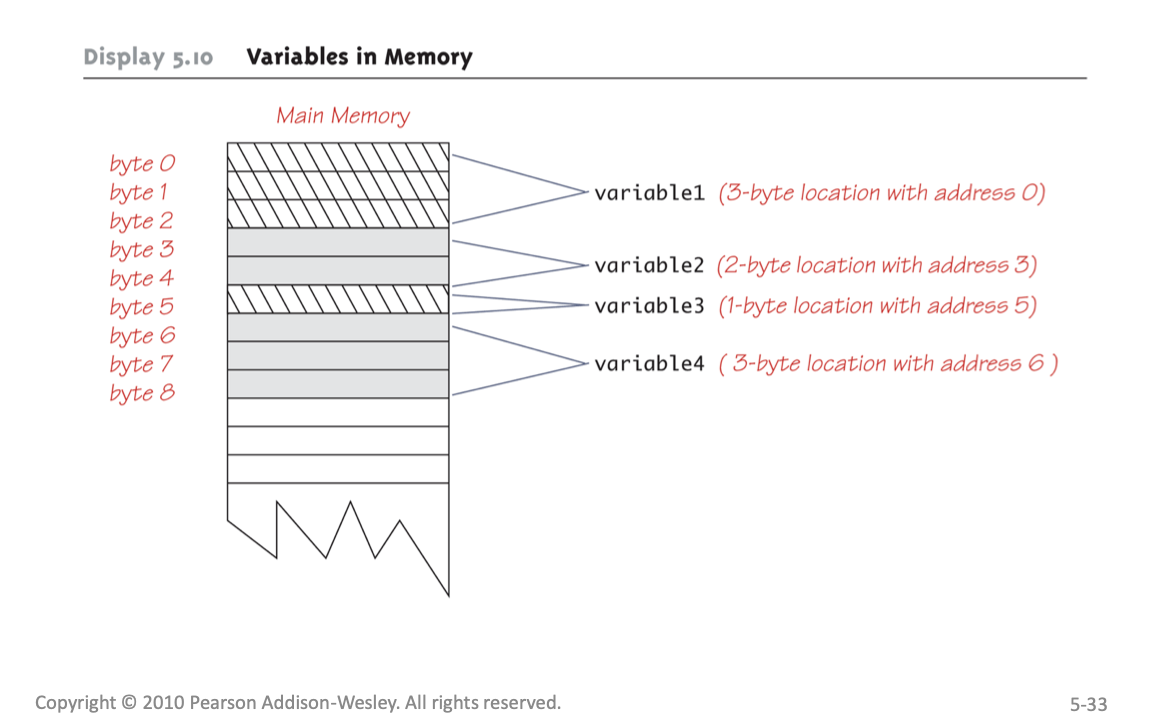 Display 5.10 Variables in Memory
Main Memory
byte 0
byte 1
byte 2
byte 3
byte 4
byte 5
byte 6
byte 7
byte 8
variable1 (3-byte location with address 0)
variable2 (2-byte location with address 3)
variable3 (1-byte location with address 5)
variable4 ( 3-byte location with address 6 )
Copyright © 2010 Pearson Addison-Wesley. All rights reserved.
5-33